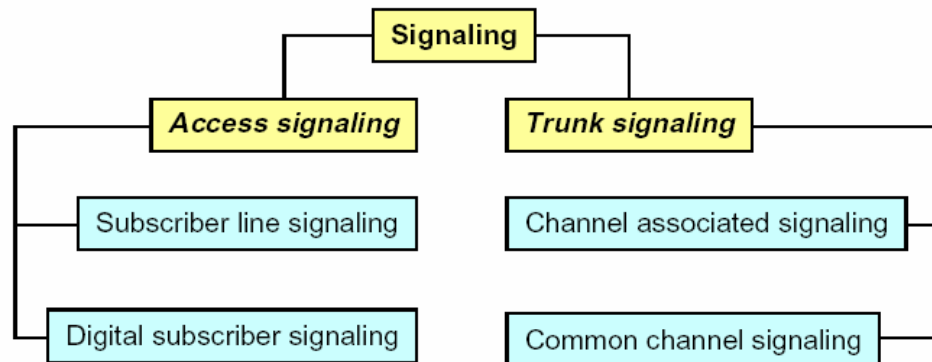 Signaling
Access signaling
Trunk signaling
Subscriber line signaling
Channel associated signaling
Digital subscriber signaling
Common channel signaling